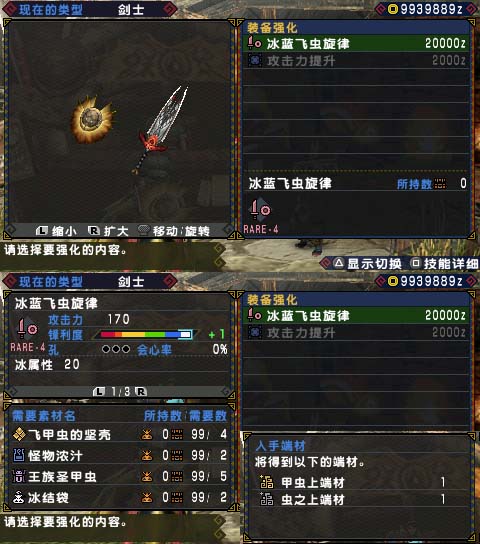 现在的类型 剑士
9939889z
装备强化
冰蓝飞虫旋律 20000z
攻击力提升 2000z
冰蓝飞虫旋律 所持数 0
RARE-4
L 缩小 R 扩大 移动/旋转
请选择要强化的内容。
△显示切换 □技能详细
现在的类型 剑士
9939889z
冰蓝飞虫旋律
攻击力 170
锋利度 +1
RARE-4 孔 ○○○ 会心率 0%
冰属性 20
L 1/3 R
需要素材名 所持数/需要数
飞甲虫的坚壳 0 99/ 4
怪物浓汁 0 99/ 2
王族圣甲虫 0 99/ 5
冰结袋 0 99/ 2
请选择要强化的内容。
装备强化
冰蓝飞虫旋律 20000z
攻击力提升 2000z
入手端材
将得到以下的端材。
甲虫上端材 1
虫之上端材 1